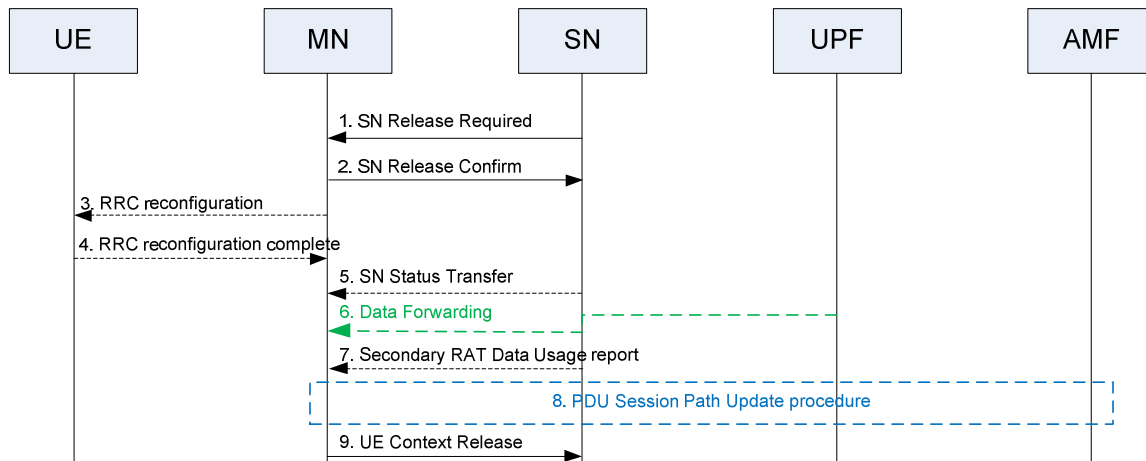 UE
MN
SN
UPF
AMF
1. SN Release Required
2. SN Release Confirm
3. RRC reconfiguration
4. RRC reconfiguration complete
5. SN Status Transfer
6. Data Forwarding
7. Secondary RAT Data Usage report
8. PDU Session Path Update procedure
9. UE Context Release